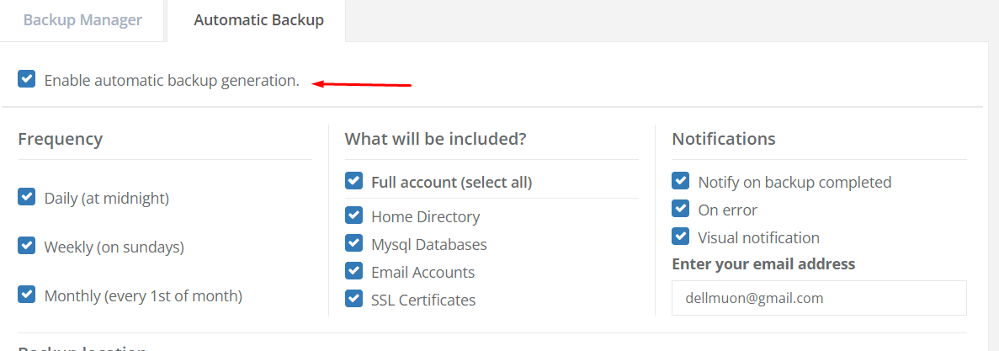 Backup Manager
Automatic Backup
Enable automatic backup generation.
Frequency
Daily (at midnight)
Weekly (on sundays)
Monthly (every 1st of month)
What will be included?
Full account (select all)
Home Directory
Mysql Databases
Email Accounts
SSL Certificates
Notifications
Notify on backup completed
On error
Visual notification
Enter your email address
dellmuon@gmail.com
Backup location